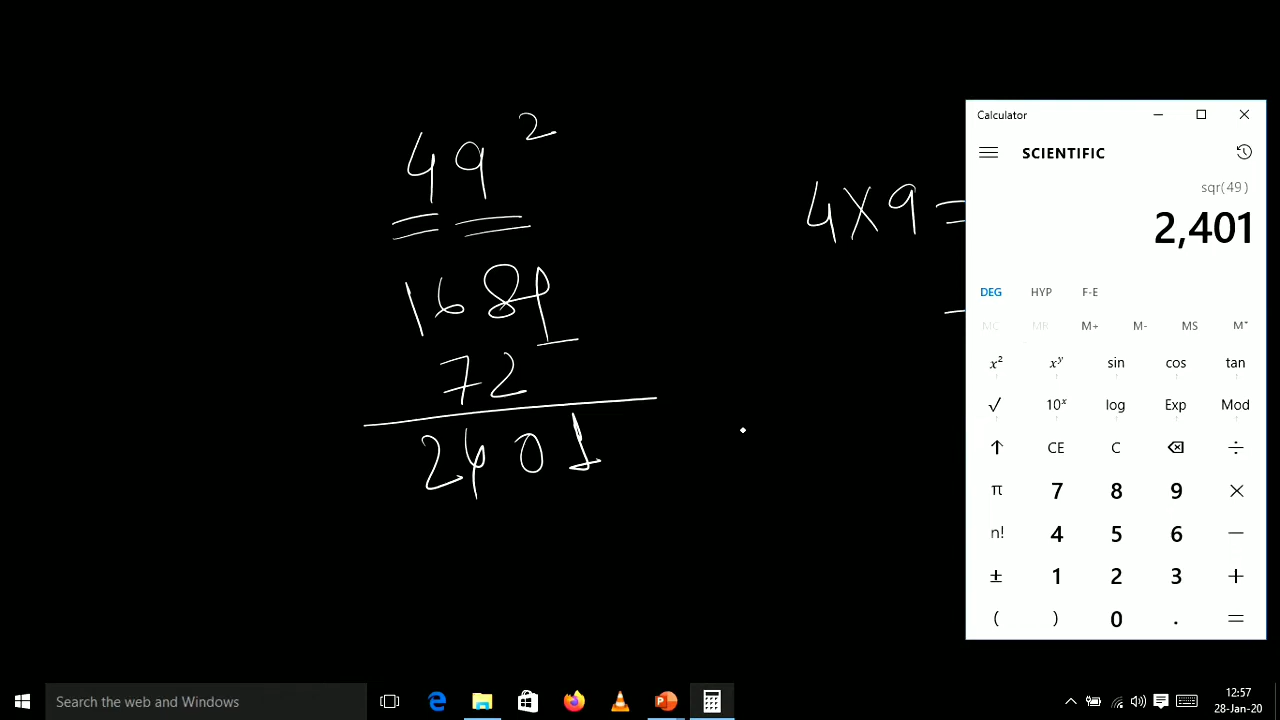 49²
1681
72
2401
4X9=
Calculator
SCIENTIFIC
sqr(49)
2,401
DEG HYP F-E
MC MR M+ M- MS M˅
x² xʸ sin cos tan
√ 10ˣ log Exp Mod
↑ CE C ⌫ ÷
π 7 8 9 ×
n! 4 5 6 −
± 1 2 3 +
( ) 0 . =
Search the web and Windows
12:57
28-Jan-20